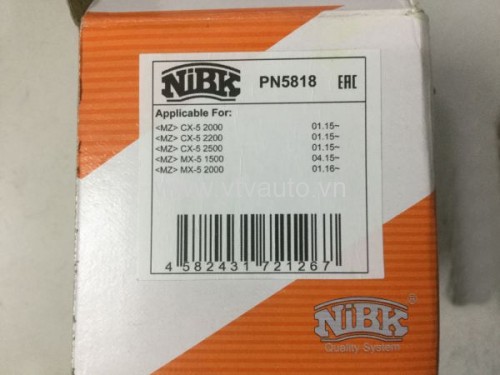 NiBK PN5818 EAC
Applicable For:
<MZ> CX-5 2000 01.15~
<MZ> CX-5 2200 01.15~
<MZ> CX-5 2500 01.15~
<MZ> MX-5 1500 04.15~
<MZ> MX-5 2000 01.16~
www.vtvauto.vn
4 582431 721267
NiBK®
Quality System